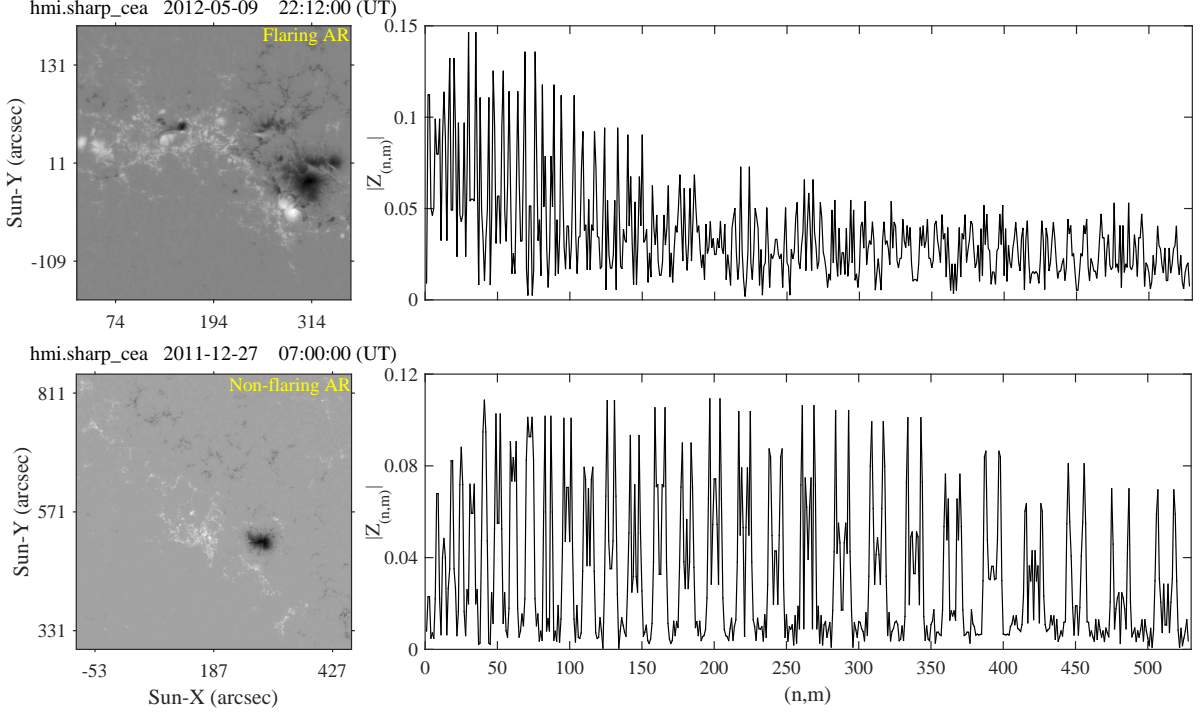 hmi.sharp_cea 2012-05-09 22:12:00 (UT)
Flaring AR
Sun-Y (arcsec)
131
11
-109
74 194 314
|Z(n,m)|
0.15
0.1
0.05
0
hmi.sharp_cea 2011-12-27 07:00:00 (UT)
Non-flaring AR
Sun-Y (arcsec)
811
571
331
-53 187 427
Sun-X (arcsec)
|Z(n,m)|
0.12
0.08
0.04
0
0 50 100 150 200 250 300 350 400 450 500
(n,m)